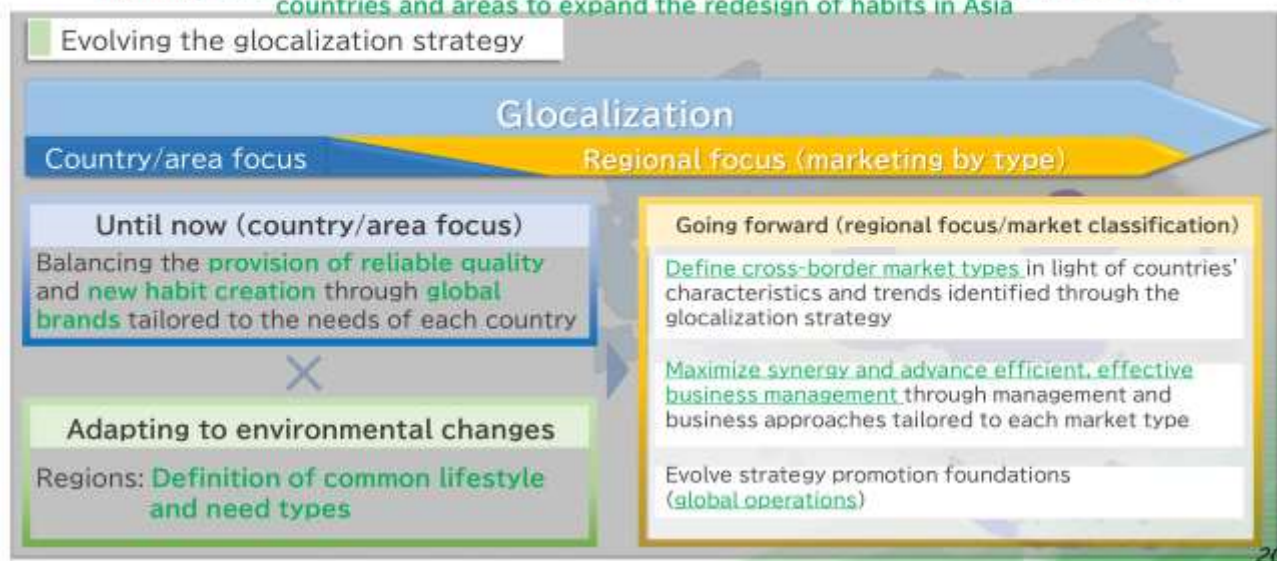 countries and areas to expand the redesign of habits in Asia
Evolving the glocalization strategy
Glocalization
Country/area focus
Regional focus (marketing by type)
Until now (country/area focus)
Balancing the provision of reliable quality
and new habit creation through global
brands tailored to the needs of each country
×
Adapting to environmental changes
Regions: Definition of common lifestyle
and need types
Going forward (regional focus/market classification)
Define cross-border market types in light of countries'
characteristics and trends identified through the
glocalization strategy
Maximize synergy and advance efficient, effective
business management through management and
business approaches tailored to each market type
Evolve strategy promotion foundations
(global operations)